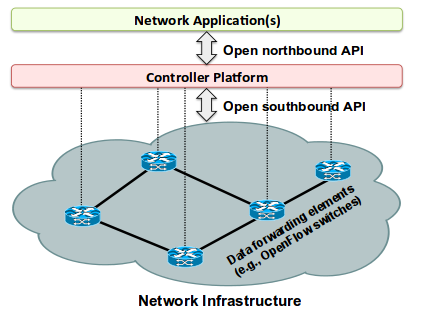 Network Application(s)
Open northbound API
Controller Platform
Open southbound API
Data forwarding elements
(e.g., OpenFlow switches)
Network Infrastructure